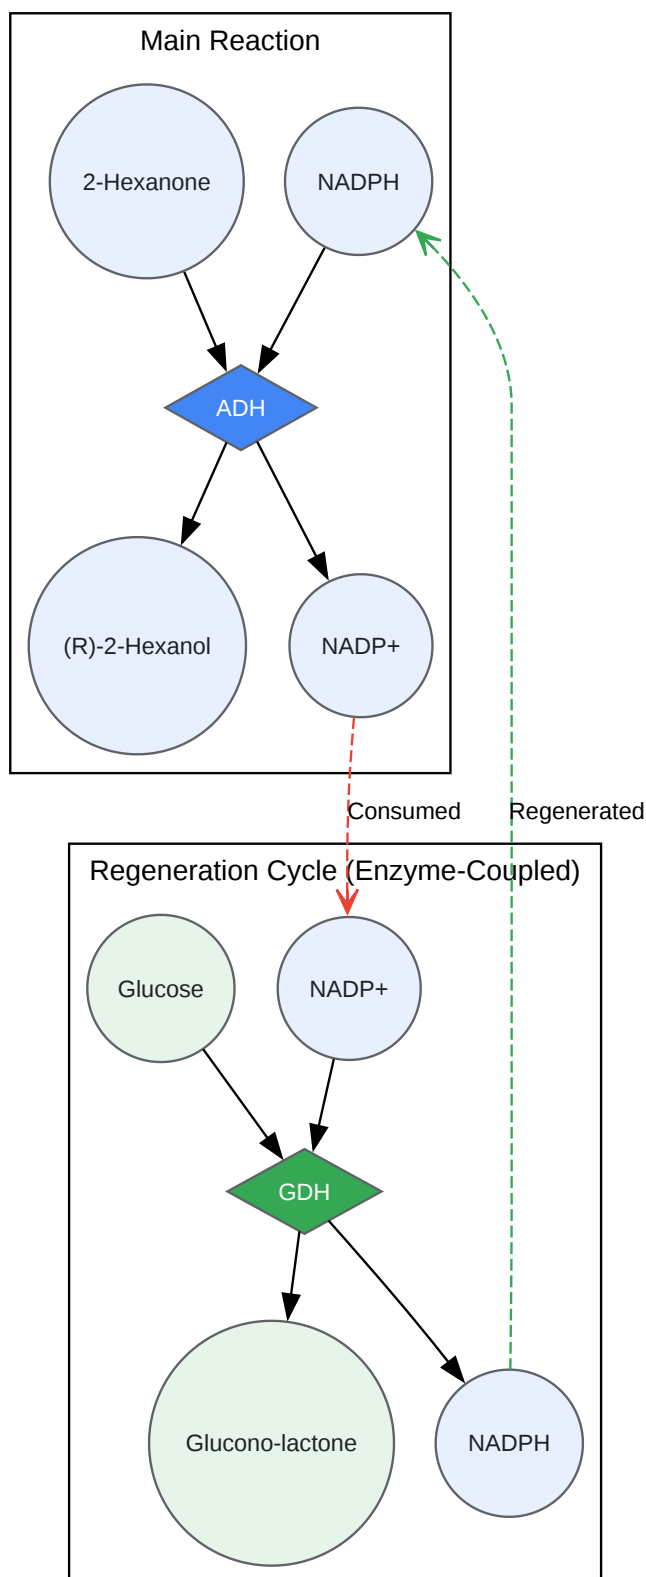 Main Reaction
2-Hexanone
NADPH
ADH
(R)-2-Hexanol
NADP+
Consumed
Regenerated
Regeneration Cycle (Enzyme-Coupled)
Glucose
NADP+
GDH
Glucono-lactone
NADPH